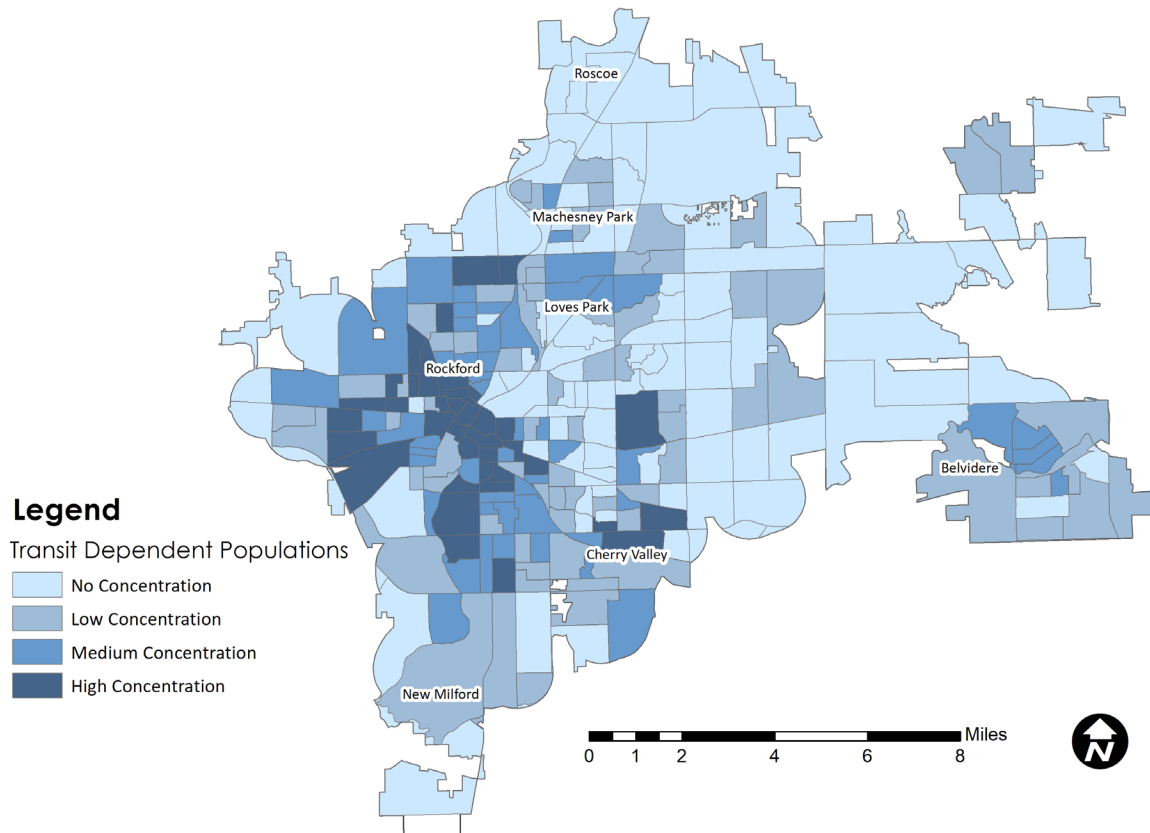 Roscoe
Machesney Park
Loves Park
Rockford
Belvidere
Cherry Valley
New Milford
Legend
Transit Dependent Populations
No Concentration
Low Concentration
Medium Concentration
High Concentration
Miles
0 1 2 4 6 8
N